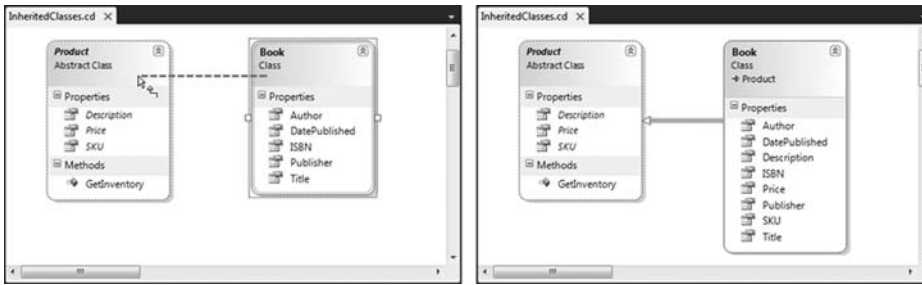 InheritedClasses.cd
Product
Abstract Class
Properties
Description
Price
SKU
Methods
GetInventory
Book
Class
Properties
Author
DatePublished
ISBN
Publisher
Title
InheritedClasses.cd
Product
Abstract Class
Properties
Description
Price
SKU
Methods
GetInventory
Book
Class
Product
Properties
Author
DatePublished
Description
ISBN
Price
Publisher
SKU
Title